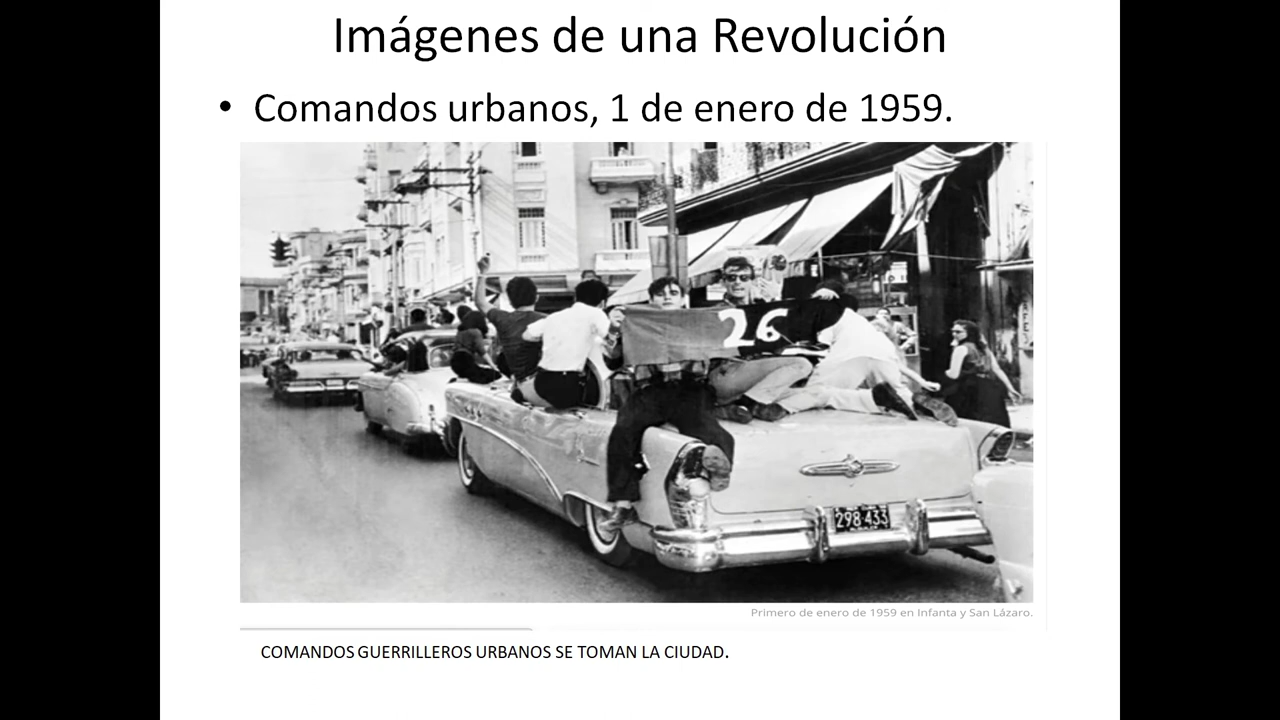 Imágenes de una Revolución
• Comandos urbanos, 1 de enero de 1959.
26
298·433
Primero de enero de 1959 en Infanta y San Lázaro.
COMANDOS GUERRILLEROS URBANOS SE TOMAN LA CIUDAD.